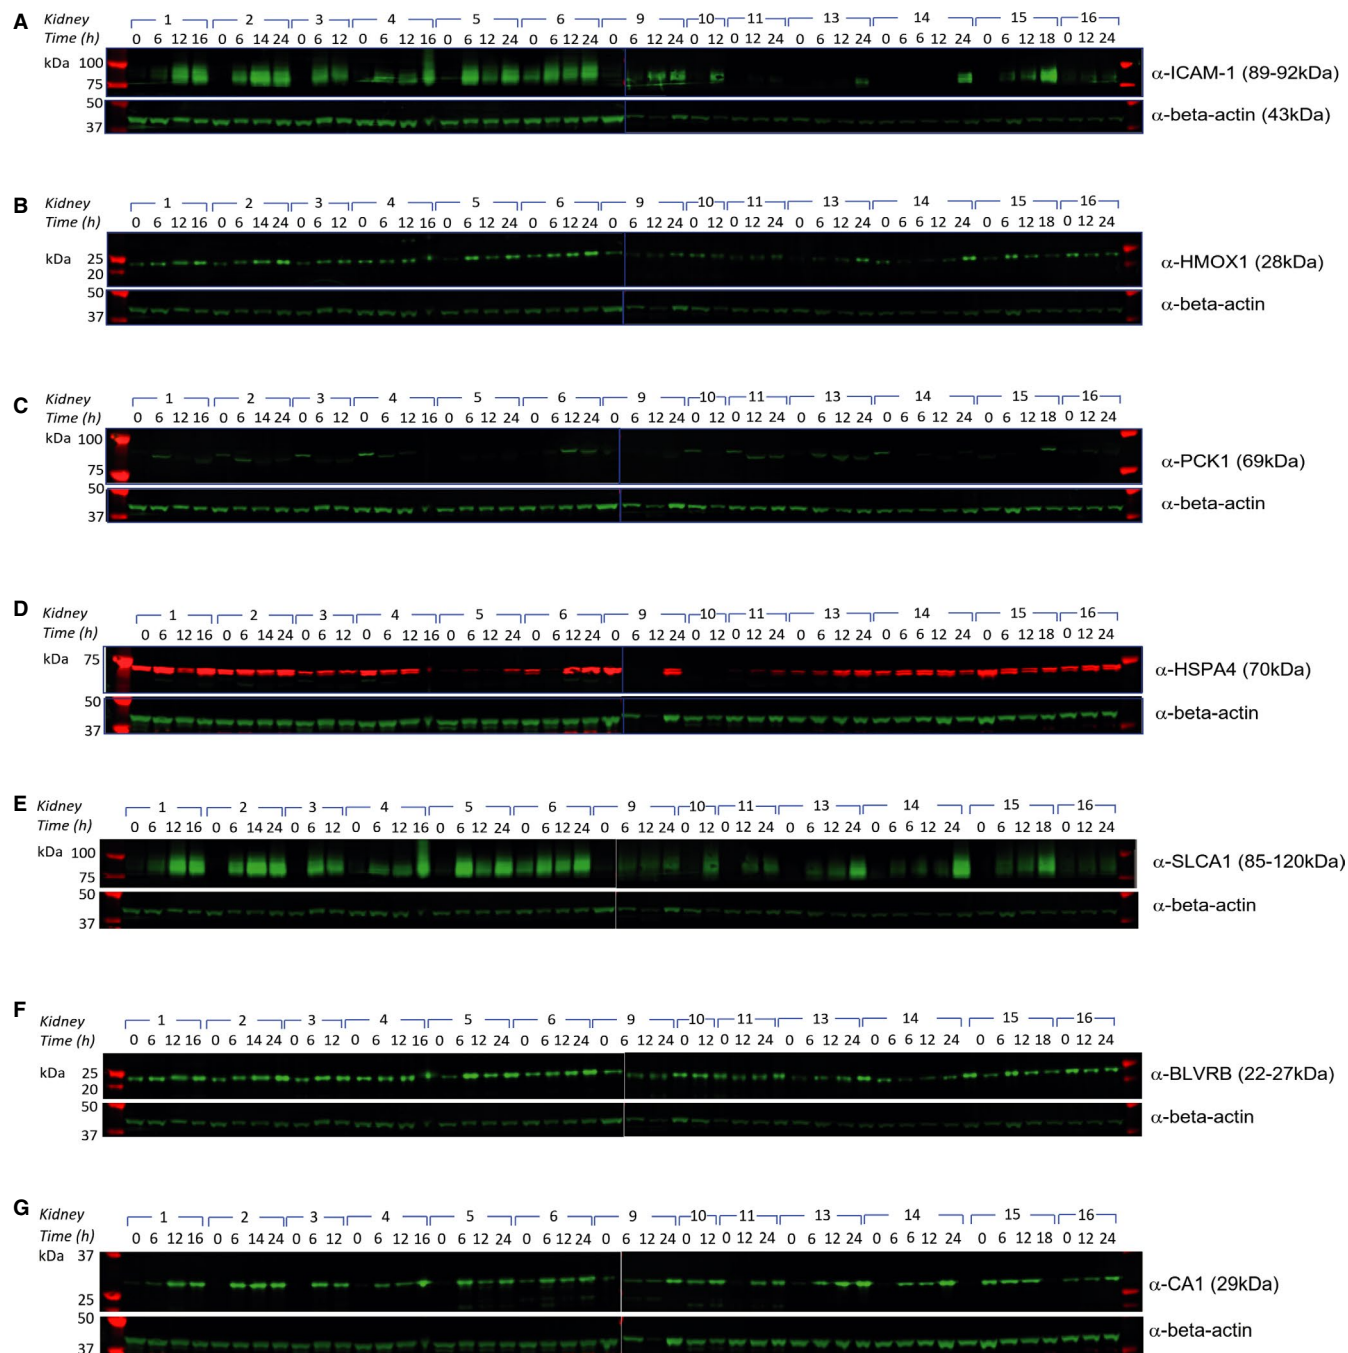 A
Kidney 1 2 3 4 5 6 9 10 11 13 14 15 16
Time (h) 0 6 12 16 0 6 14 24 0 6 12 0 6 12 16 0 6 12 24 0 6 12 24 0 6 12 24 0 12 0 12 24 0 6 12 24 0 6 6 12 24 0 6 12 18 0 12 24
kDa 100
75
α-ICAM-1 (89-92kDa)
50
37
α-beta-actin (43kDa)
B
Kidney 1 2 3 4 5 6 9 10 11 13 14 15 16
Time (h) 0 6 12 16 0 6 14 24 0 6 12 0 6 12 16 0 6 12 24 0 6 12 24 0 6 12 24 0 12 0 12 24 0 6 12 24 0 6 6 12 24 0 6 12 18 0 12 24
kDa 25
20
α-HMOX1 (28kDa)
50
37
α-beta-actin
C
Kidney 1 2 3 4 5 6 9 10 11 13 14 15 16
Time (h) 0 6 12 16 0 6 14 24 0 6 12 0 6 12 16 0 6 12 24 0 6 12 24 0 6 12 24 0 12 0 12 24 0 6 12 24 0 6 6 12 24 0 6 12 18 0 12 24
kDa 100
75
α-PCK1 (69kDa)
50
37
α-beta-actin
D
Kidney 1 2 3 4 5 6 9 10 11 13 14 15 16
Time (h) 0 6 12 16 0 6 14 24 0 6 12 0 6 12 16 0 6 12 24 0 6 12 24 0 6 12 24 0 12 0 12 24 0 6 12 24 0 6 6 12 24 0 6 12 18 0 12 24
kDa 75
α-HSPA4 (70kDa)
50
37
α-beta-actin
E
Kidney 1 2 3 4 5 6 9 10 11 13 14 15 16
Time (h) 0 6 12 16 0 6 14 24 0 6 12 0 6 12 16 0 6 12 24 0 6 12 24 0 6 12 24 0 12 0 12 24 0 6 12 24 0 6 6 12 24 0 6 12 18 0 12 24
kDa 100
75
α-SLCA1 (85-120kDa)
50
37
α-beta-actin
F
Kidney 1 2 3 4 5 6 9 10 11 13 14 15 16
Time (h) 0 6 12 16 0 6 14 24 0 6 12 0 6 12 16 0 6 12 24 0 6 12 24 0 6 12 24 0 12 0 12 24 0 6 12 24 0 6 6 12 24 0 6 12 18 0 12 24
kDa 25
20
α-BLVRB (22-27kDa)
50
37
α-beta-actin
G
Kidney 1 2 3 4 5 6 9 10 11 13 14 15 16
Time (h) 0 6 12 16 0 6 14 24 0 6 12 0 6 12 16 0 6 12 24 0 6 12 24 0 6 12 24 0 12 0 12 24 0 6 12 24 0 6 6 12 24 0 6 12 18 0 12 24
kDa 37
25
α-CA1 (29kDa)
50
37
α-beta-actin